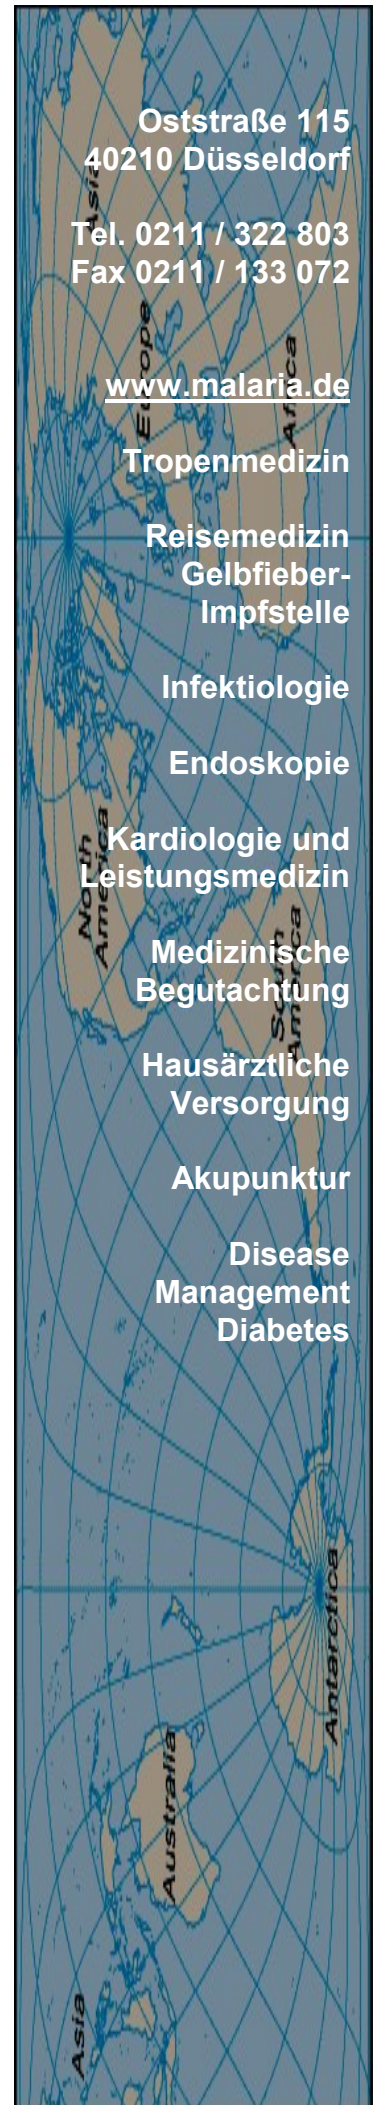 Oststraße 115
40210 Düsseldorf
Tel. 0211 / 322 803
Fax 0211 / 133 072
www.malaria.de
Tropenmedizin
Reisemedizin
Gelbfieber-
Impfstelle
Infektiologie
Endoskopie
Kardiologie und
Leistungsmedizin
Medizinische
Begutachtung
Hausärztliche
Versorgung
Akupunktur
Disease
Management
Diabetes
Asia
Europe
Africa
North
America
South
America
Antarctica
Australia
Asia